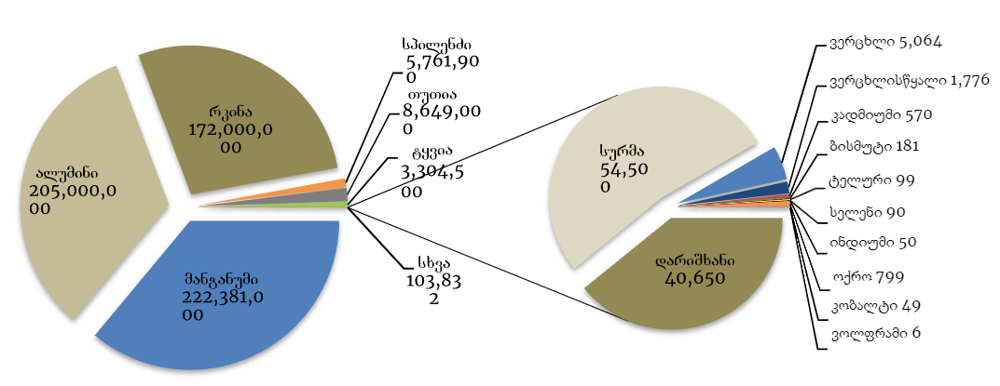 სპილენძი
5,761,90
0
თუთია
8,649,00
0
ტყვია
3,304,5
00
სხვა
103,83
2
რკინა
172,000,0
00
ალუმინი
205,000,0
00
მანგანუმი
222,381,0
00
სურმა
54,50
0
დარიშხანი
40,650
ვერცხლი 5,064
ვერცხლისწყალი 1,776
კადმიუმი 570
ბისმუტი 181
ტელური 99
სელენი 90
ინდიუმი 50
ოქრო 799
კობალტი 49
ვოლფრამი 6